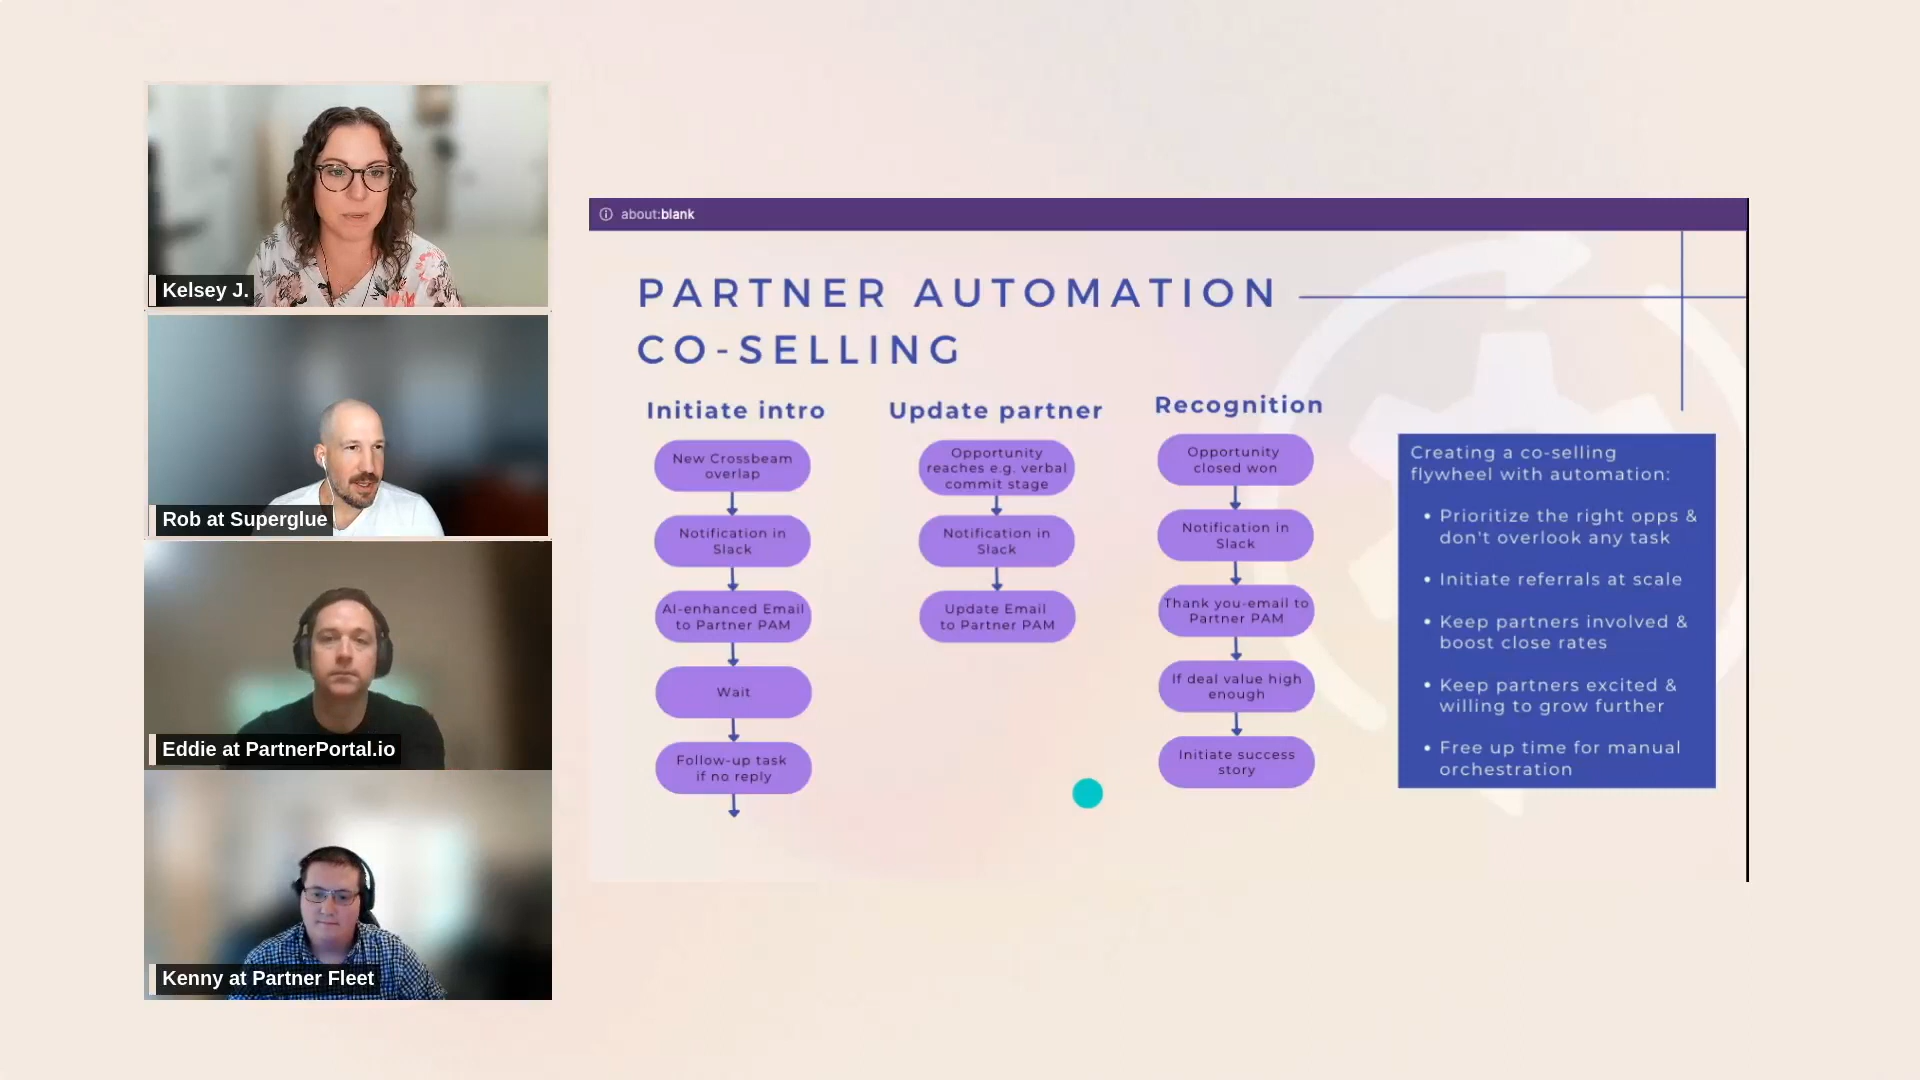 Kelsey J.
Rob at Superglue
Eddie at PartnerPortal.io
Kenny at Partner Fleet
about:blank
PARTNER AUTOMATION
CO-SELLING
Initiate intro
New Crossbeam
overlap
Notification in
Slack
AI-enhanced Email
to Partner PAM
Wait
Follow-up task
if no reply
Update partner
Opportunity
reaches e.g. verbal
commit stage
Notification in
Slack
Update Email
to Partner PAM
Recognition
Opportunity
closed won
Notification in
Slack
Thank you-email to
Partner PAM
If deal value high
enough
Initiate success
story
Creating a co-selling
flywheel with automation:
• Prioritize the right opps &
don't overlook any task
• Initiate referrals at scale
• Keep partners involved &
boost close rates
• Keep partners excited &
willing to grow further
• Free up time for manual
orchestration